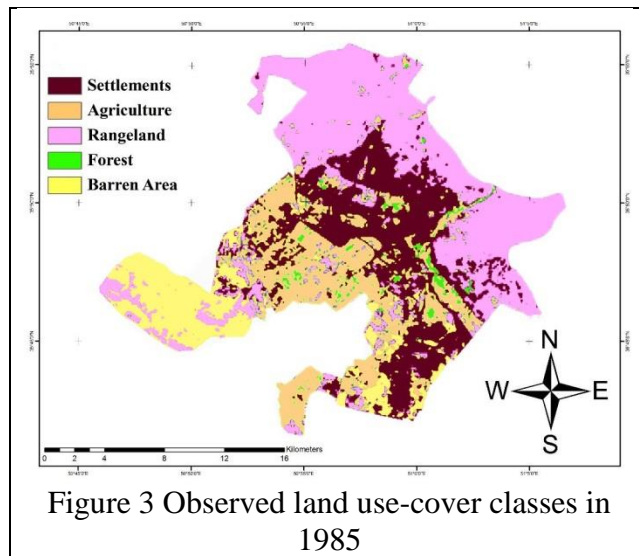 Settlements
Agriculture
Rangeland
Forest
Barren Area
N
W
E
S
Kilometers
0 1 2 4 8 12 16
Figure 3 Observed land use-cover classes in
1985